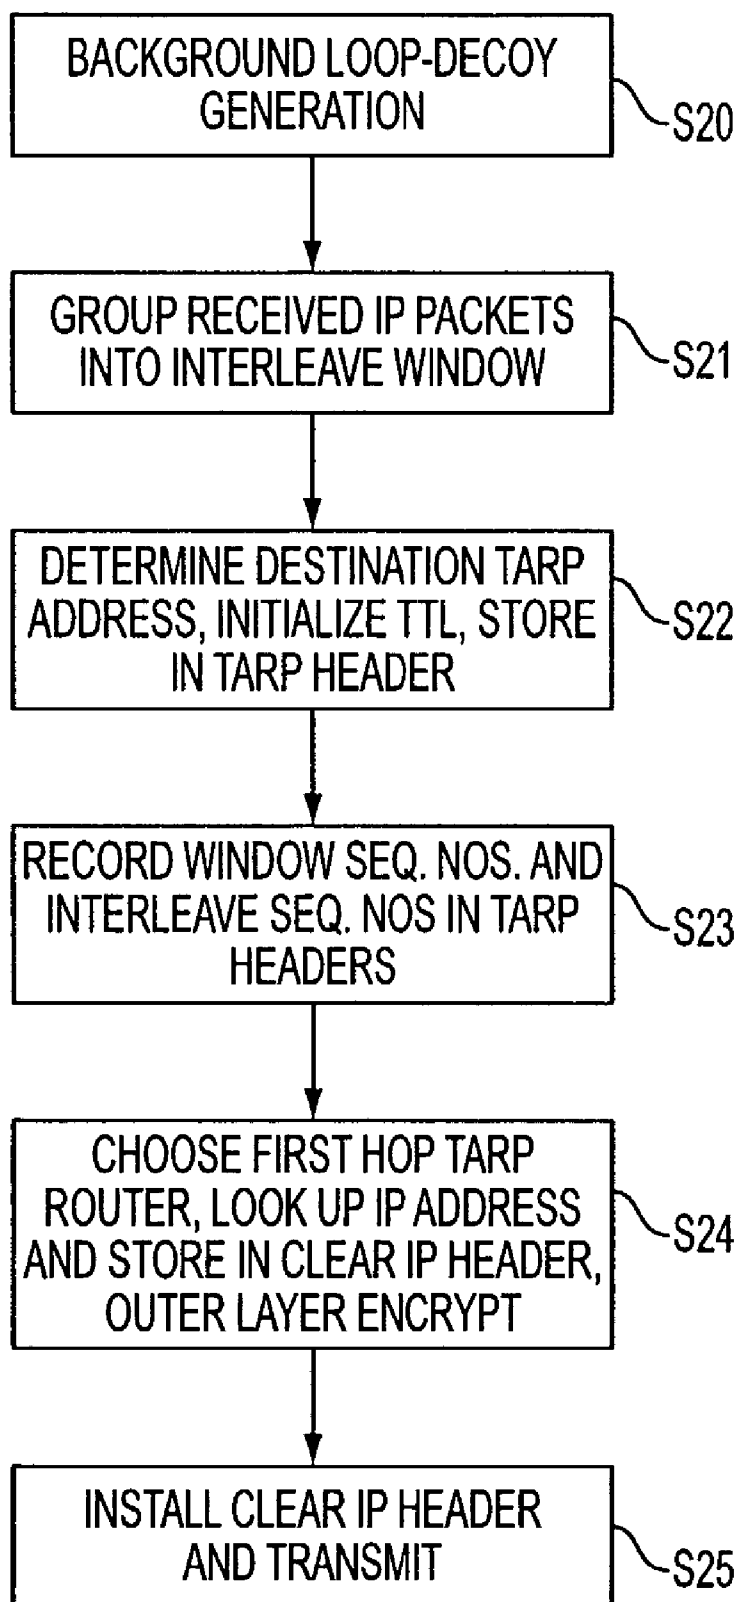 BACKGROUND LOOP-DECOY
GENERATION
S20
GROUP RECEIVED IP PACKETS
INTO INTERLEAVE WINDOW
S21
DETERMINE DESTINATION TARP
ADDRESS, INITIALIZE TTL, STORE
IN TARP HEADER
S22
RECORD WINDOW SEQ. NOS. AND
INTERLEAVE SEQ. NOS IN TARP
HEADERS
S23
CHOOSE FIRST HOP TARP
ROUTER, LOOK UP IP ADDRESS
AND STORE IN CLEAR IP HEADER,
OUTER LAYER ENCRYPT
S24
INSTALL CLEAR IP HEADER
AND TRANSMIT
S25